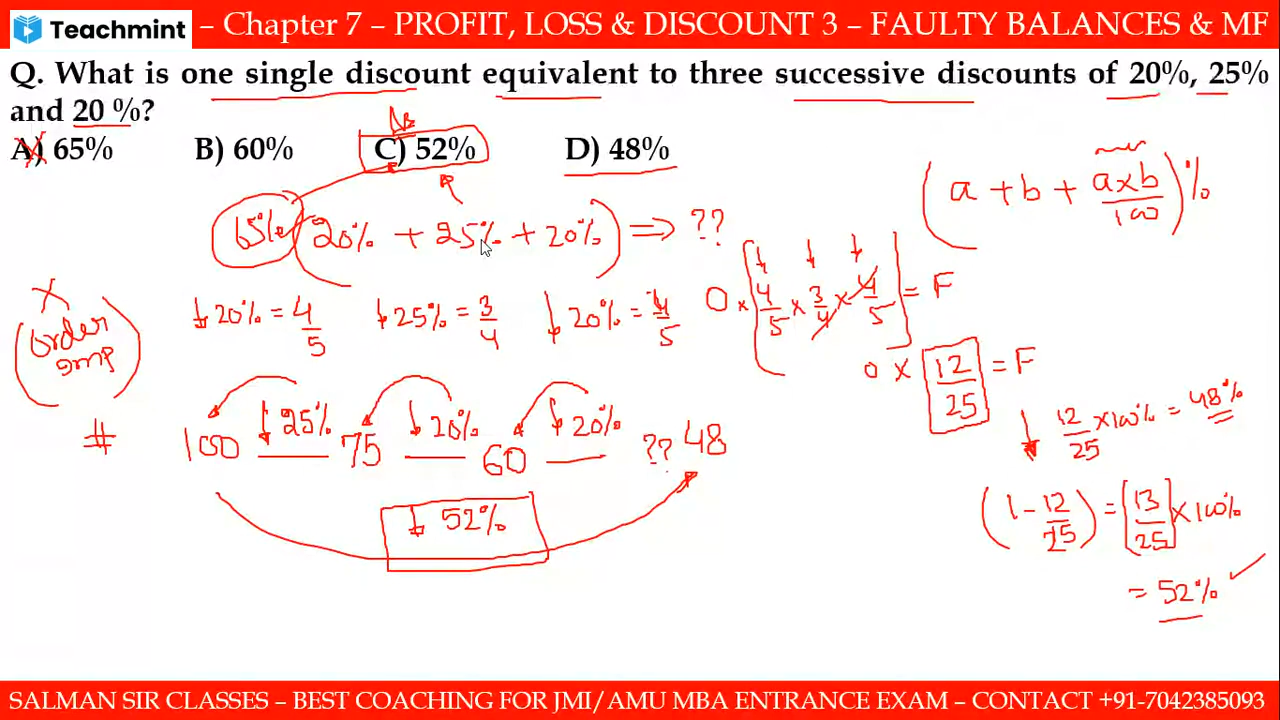 Teachmint – Chapter 7 – PROFIT, LOSS & DISCOUNT 3 – FAULTY BALANCES & MF
Q. What is one single discount equivalent to three successive discounts of 20%, 25%
and 20 %?
A) 65% B) 60% C) 52% D) 48%
(a + b + a×b/100)%
65% (20% + 25% + 20%) ⇒ ??
↓20% = 4/5 ↓25% = 3/4 ↓20% = 4/5
O × [4/5 × 3/4 × 4/5] = F
X
(order
imp)
O × 12/25 = F
# 100 ↓25% 75 ↓20% 60 ↓20% ?? 48
↓ 12/25 × 100% = 48%
↓ 52%
(1 - 12/25) = [13/25] × 100%
= 52% ✓
SALMAN SIR CLASSES – BEST COACHING FOR JMI/AMU MBA ENTRANCE EXAM – CONTACT +91-7042385093